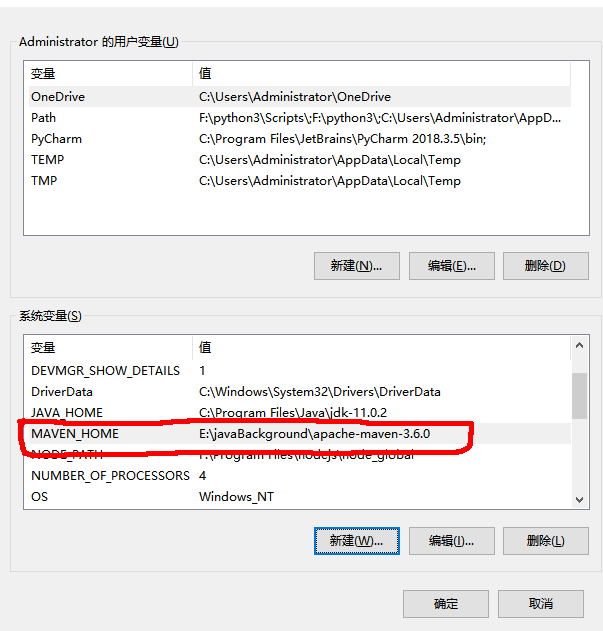 Administrator 的用户变量(U)
变量 值
OneDrive C:\Users\Administrator\OneDrive
Path F:\python3\Scripts\;F:\python3\;C:\Users\Administrator\AppD...
PyCharm C:\Program Files\JetBrains\PyCharm 2018.3.5\bin;
TEMP C:\Users\Administrator\AppData\Local\Temp
TMP C:\Users\Administrator\AppData\Local\Temp
新建(N)... 编辑(E)... 删除(D)
系统变量(S)
变量 值
DEVMGR_SHOW_DETAILS 1
DriverData C:\Windows\System32\Drivers\DriverData
JAVA_HOME C:\Program Files\Java\jdk-11.0.2
MAVEN_HOME E:\javaBackground\apache-maven-3.6.0
NODE_PATH F:\Program Files\nodejs\node_global
NUMBER_OF_PROCESSORS 4
OS Windows_NT
新建(W)... 编辑(I)... 删除(L)
确定 取消